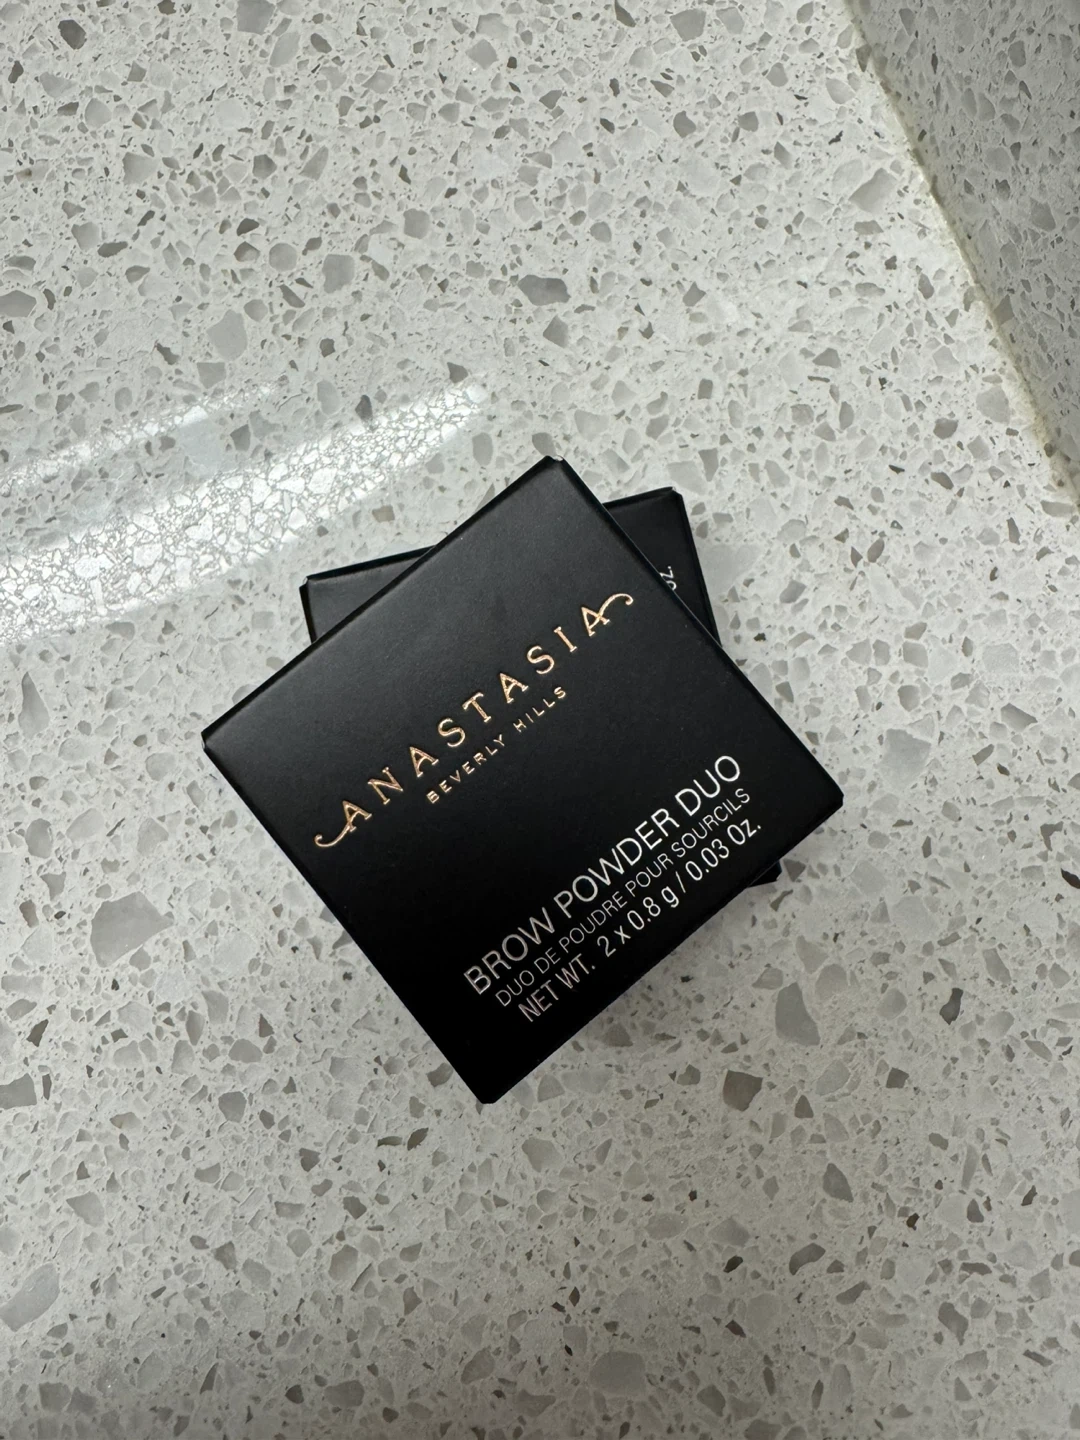 ANASTASIA
BEVERLY HILLS
BROW POWDER DUO
DUO DE POUDRE POUR SOURCILS
NET WT. 2 x 0.8 g / 0.03 Oz.
oz.